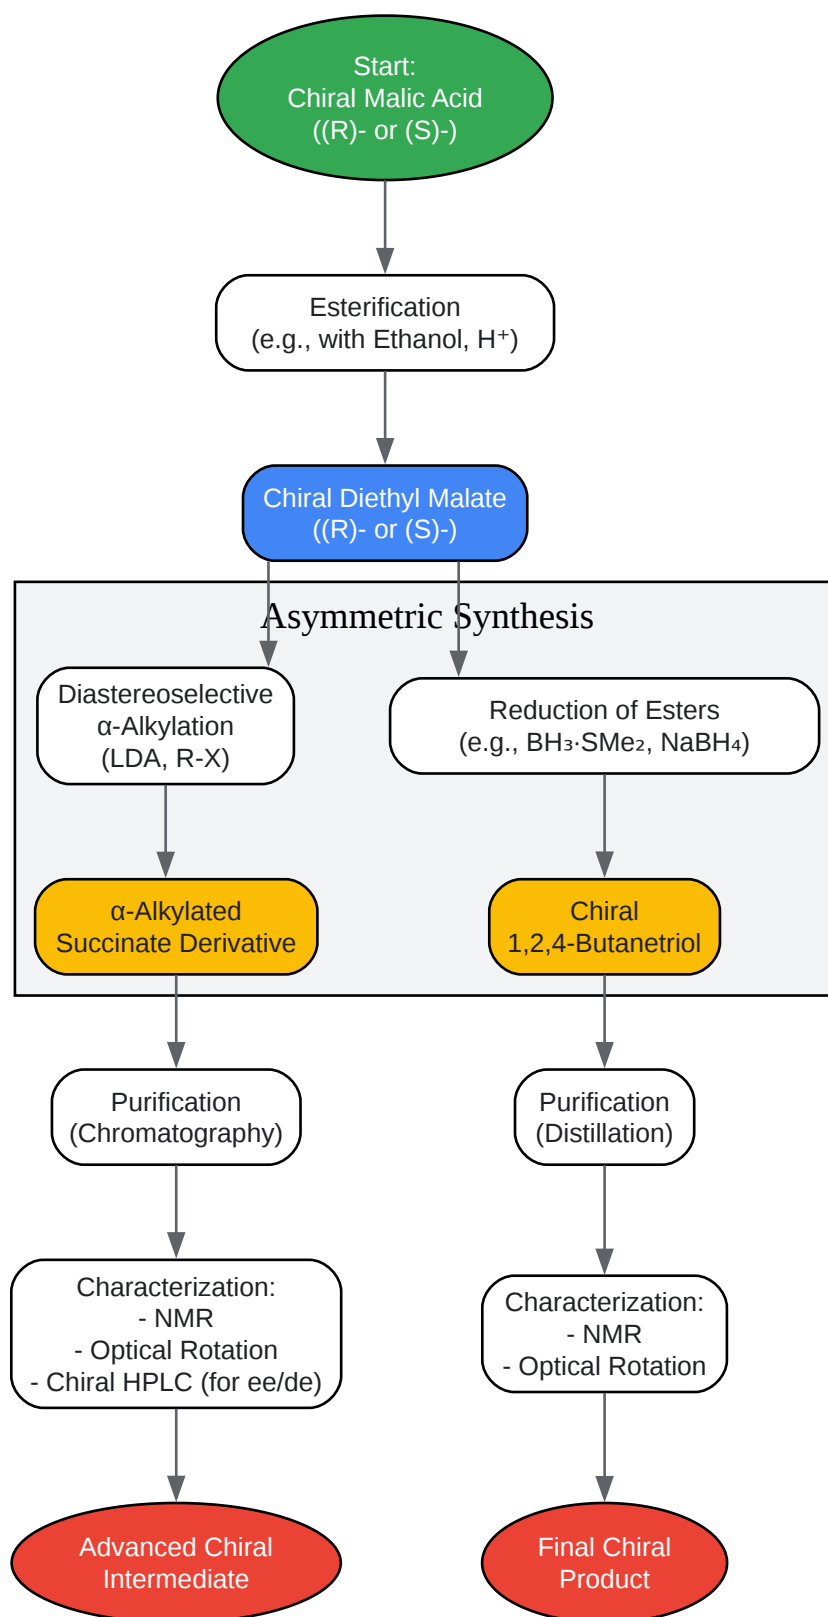 Start:
Chiral Malic Acid
((R)- or (S)-)
Esterification
(e.g., with Ethanol, H⁺)
Chiral Diethyl Malate
((R)- or (S)-)
Asymmetric Synthesis
Diastereoselective
α-Alkylation
(LDA, R-X)
Reduction of Esters
(e.g., BH₃·SMe₂, NaBH₄)
α-Alkylated
Succinate Derivative
Chiral
1,2,4-Butanetriol
Purification
(Chromatography)
Purification
(Distillation)
Characterization:
- NMR
- Optical Rotation
- Chiral HPLC (for ee/de)
Characterization:
- NMR
- Optical Rotation
Advanced Chiral
Intermediate
Final Chiral
Product